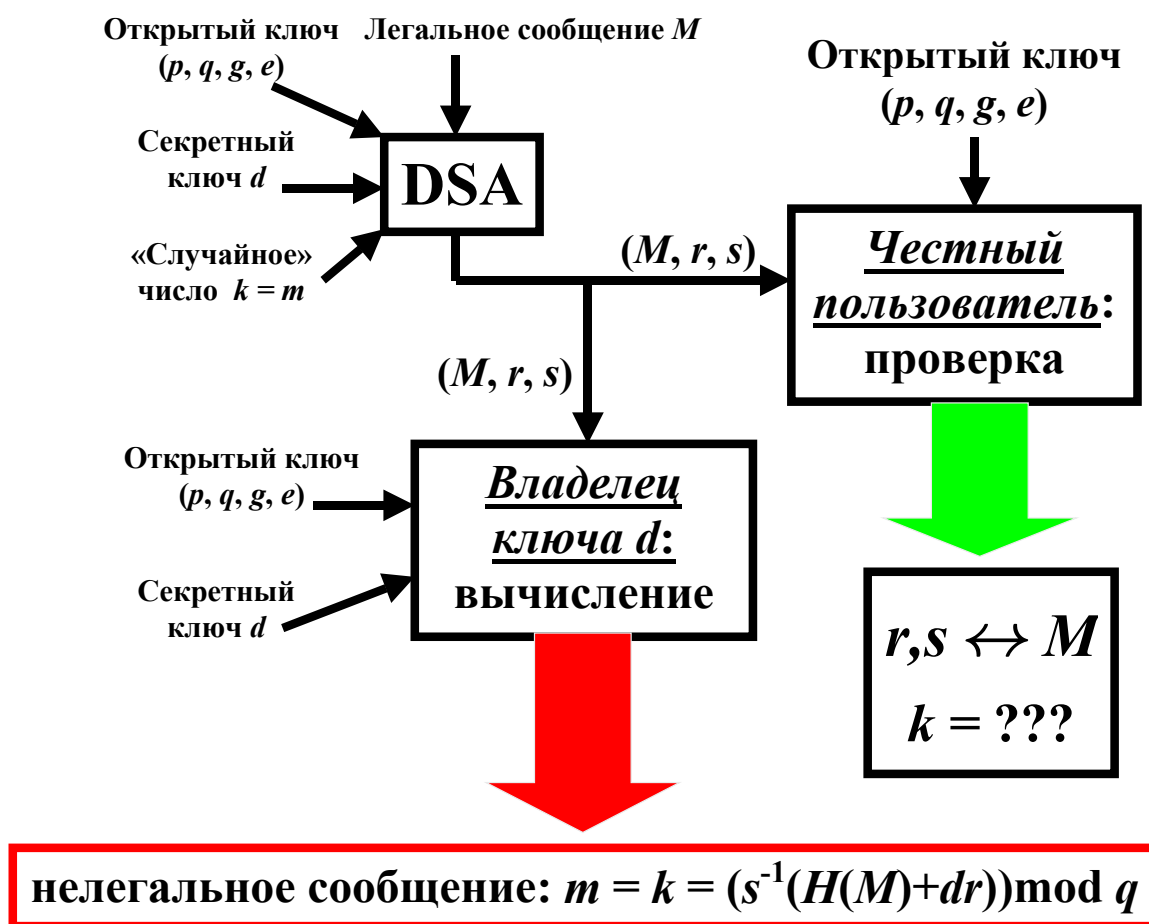 Открытый ключ
(p, q, g, e)
Легальное сообщение M
Открытый ключ
(p, q, g, e)
Секретный
ключ d
DSA
«Случайное»
число k = m
(M, r, s)
Честный
пользователь:
проверка
(M, r, s)
Открытый ключ
(p, q, g, e)
Владелец
ключа d:
вычисление
Секретный
ключ d
r,s ↔ M
k = ???
нелегальное сообщение: m = k = (s⁻¹(H(M)+dr))mod q